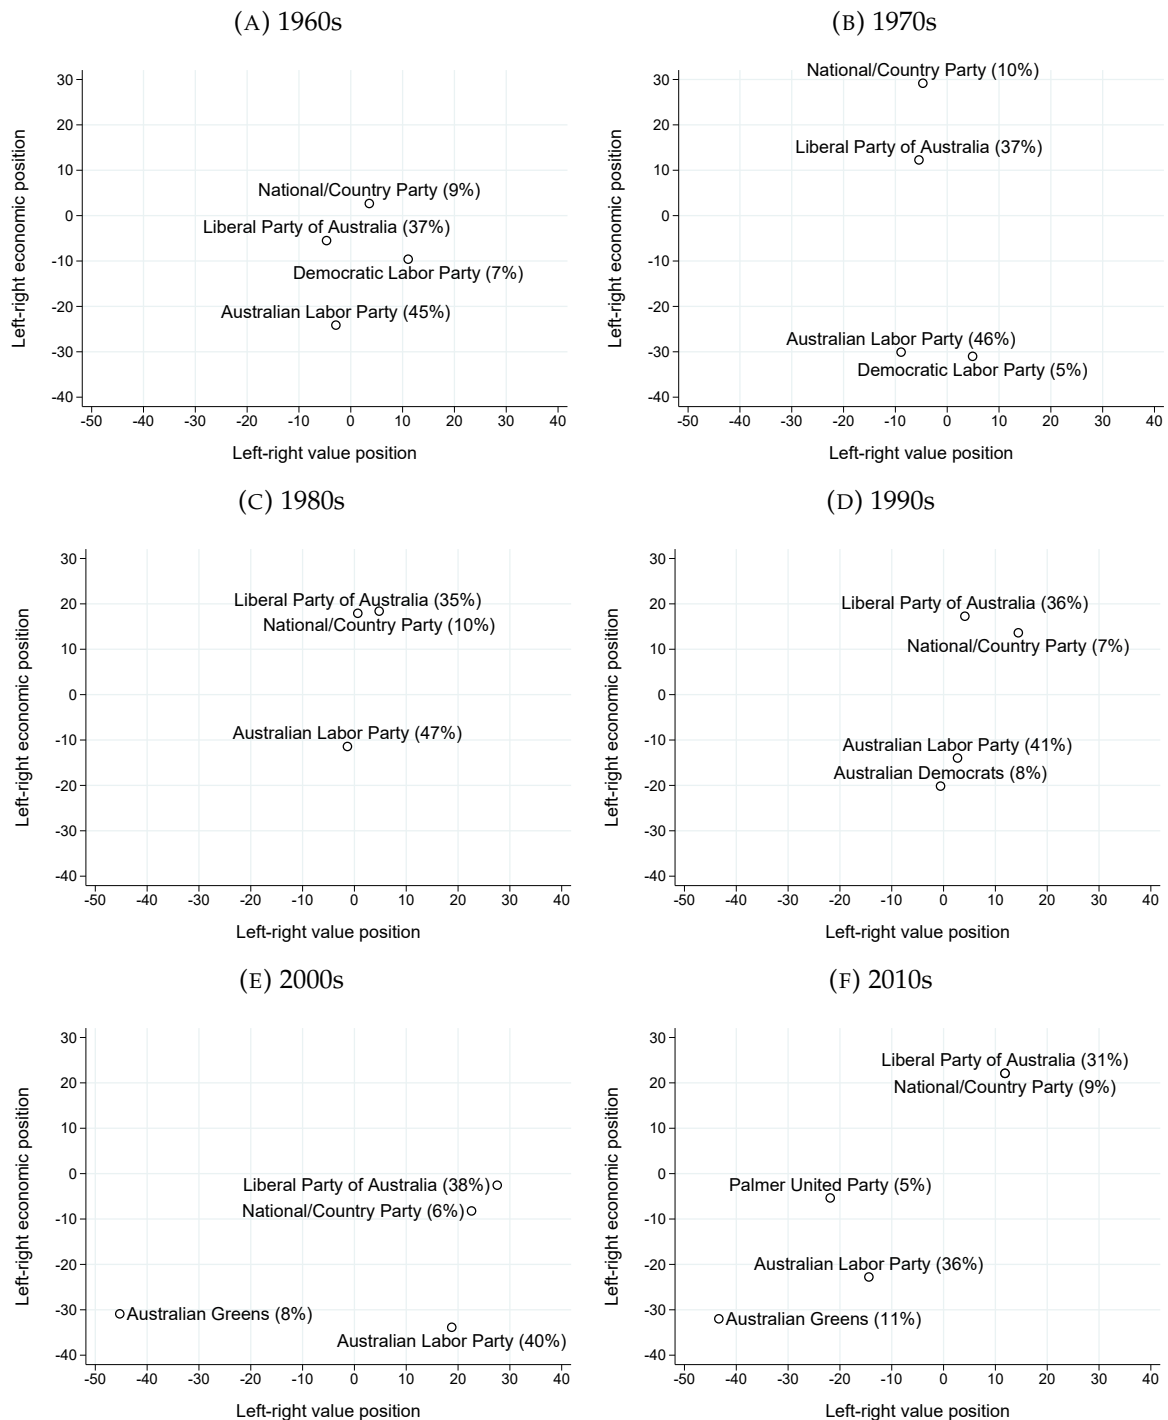 (A) 1960s
Left-right economic position
30
20
10
0
-10
-20
-30
-40
National/Country Party (9%)
Liberal Party of Australia (37%)
Democratic Labor Party (7%)
Australian Labor Party (45%)
-50 -40 -30 -20 -10 0 10 20 30 40
Left-right value position
(B) 1970s
Left-right economic position
30
20
10
0
-10
-20
-30
-40
National/Country Party (10%)
Liberal Party of Australia (37%)
Australian Labor Party (46%)
Democratic Labor Party (5%)
-50 -40 -30 -20 -10 0 10 20 30 40
Left-right value position
(C) 1980s
Left-right economic position
30
20
10
0
-10
-20
-30
-40
Liberal Party of Australia (35%)
National/Country Party (10%)
Australian Labor Party (47%)
-50 -40 -30 -20 -10 0 10 20 30 40
Left-right value position
(D) 1990s
Left-right economic position
30
20
10
0
-10
-20
-30
-40
Liberal Party of Australia (36%)
National/Country Party (7%)
Australian Labor Party (41%)
Australian Democrats (8%)
-50 -40 -30 -20 -10 0 10 20 30 40
Left-right value position
(E) 2000s
Left-right economic position
30
20
10
0
-10
-20
-30
-40
Liberal Party of Australia (38%)
National/Country Party (6%)
Australian Greens (8%)
Australian Labor Party (40%)
-50 -40 -30 -20 -10 0 10 20 30 40
Left-right value position
(F) 2010s
Left-right economic position
30
20
10
0
-10
-20
-30
-40
Liberal Party of Australia (31%)
National/Country Party (9%)
Palmer United Party (5%)
Australian Labor Party (36%)
Australian Greens (11%)
-50 -40 -30 -20 -10 0 10 20 30 40
Left-right value position